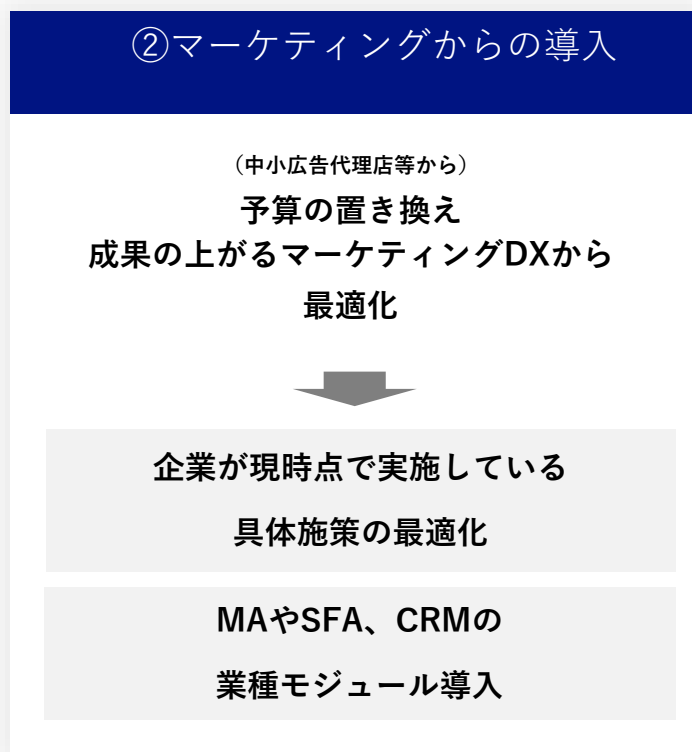 ②マーケティングからの導入
（中小広告代理店等から）
予算の置き換え
成果の上がるマーケティングDXから
最適化
企業が現時点で実施している
具体施策の最適化
MAやSFA、CRMの
業種モジュール導入